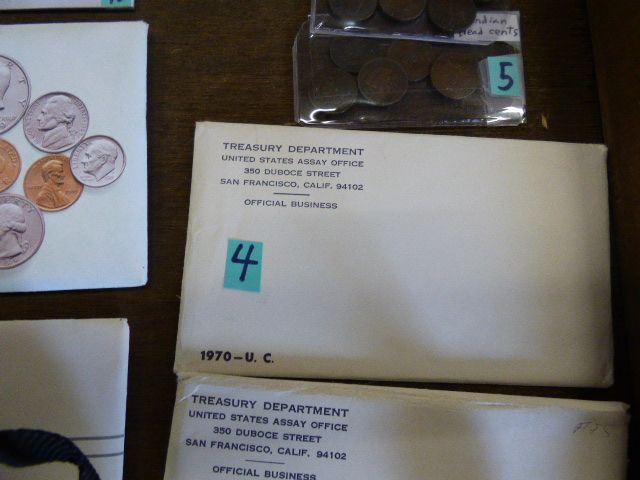 Indian
Head cents
5
TREASURY DEPARTMENT
UNITED STATES ASSAY OFFICE
350 DUBOCE STREET
SAN FRANCISCO, CALIF. 94102
OFFICIAL BUSINESS
4
1970-U. C.
TREASURY DEPARTMENT
UNITED STATES ASSAY OFFICE
350 DUBOCE STREET
SAN FRANCISCO, CALIF. 94102
OFFICIAL BUSINESS